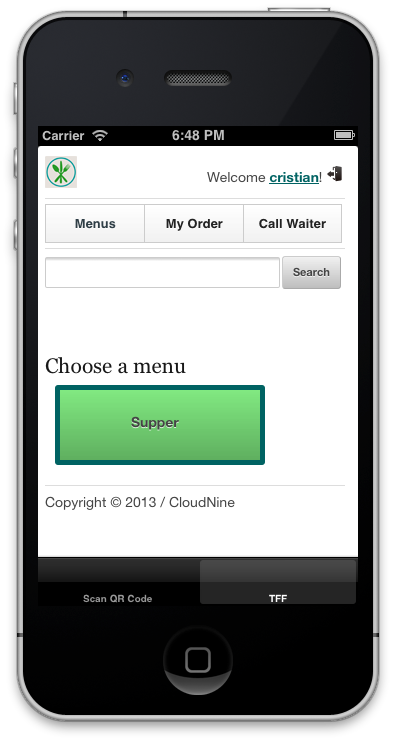 Carrier 6:48 PM
Welcome cristian!
Menus My Order Call Waiter
Search
Choose a menu
Supper
Copyright © 2013 / CloudNine
Scan QR Code TFF